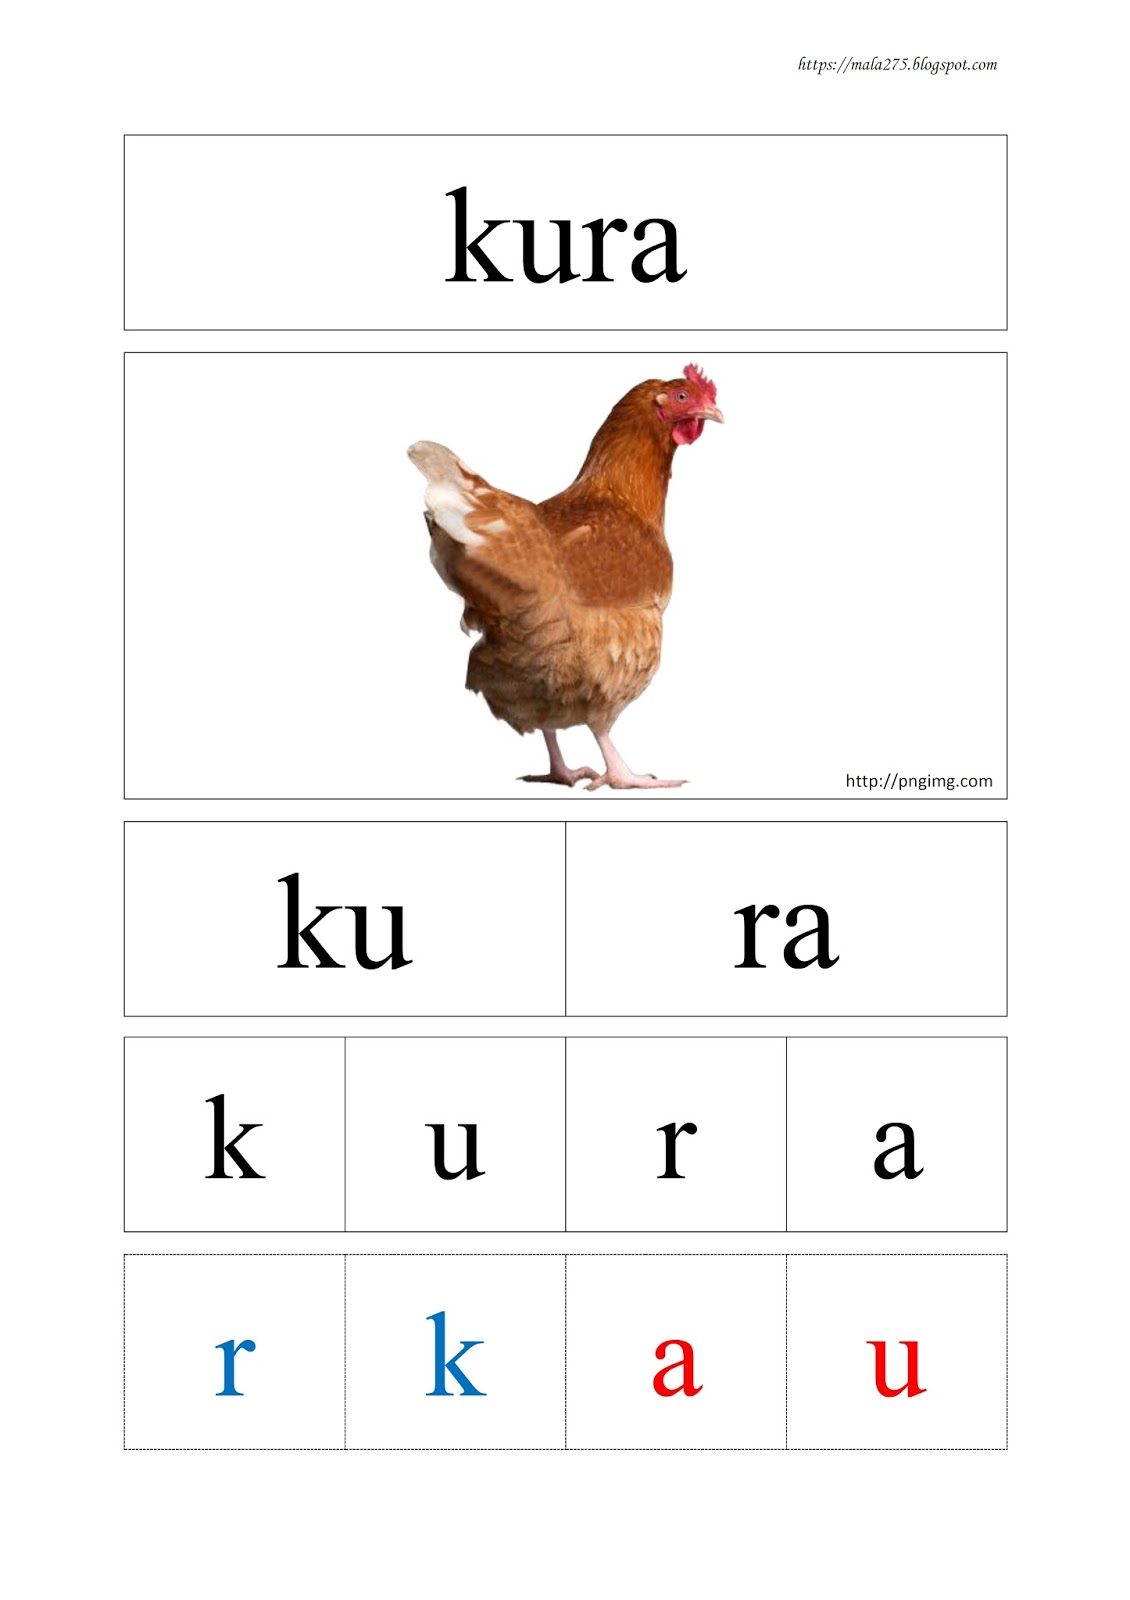 https://mala275.blogspot.com
kura
http://pngimg.com
ku ra
k u r a
r k a u